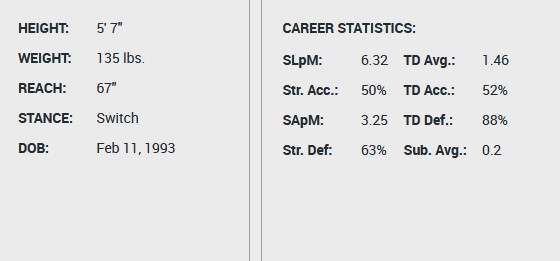 HEIGHT: 5' 7"
WEIGHT: 135 lbs.
REACH: 67"
STANCE: Switch
DOB: Feb 11, 1993
CAREER STATISTICS:
SLpM: 6.32 TD Avg.: 1.46
Str. Acc.: 50% TD Acc.: 52%
SApM: 3.25 TD Def.: 88%
Str. Def: 63% Sub. Avg.: 0.2